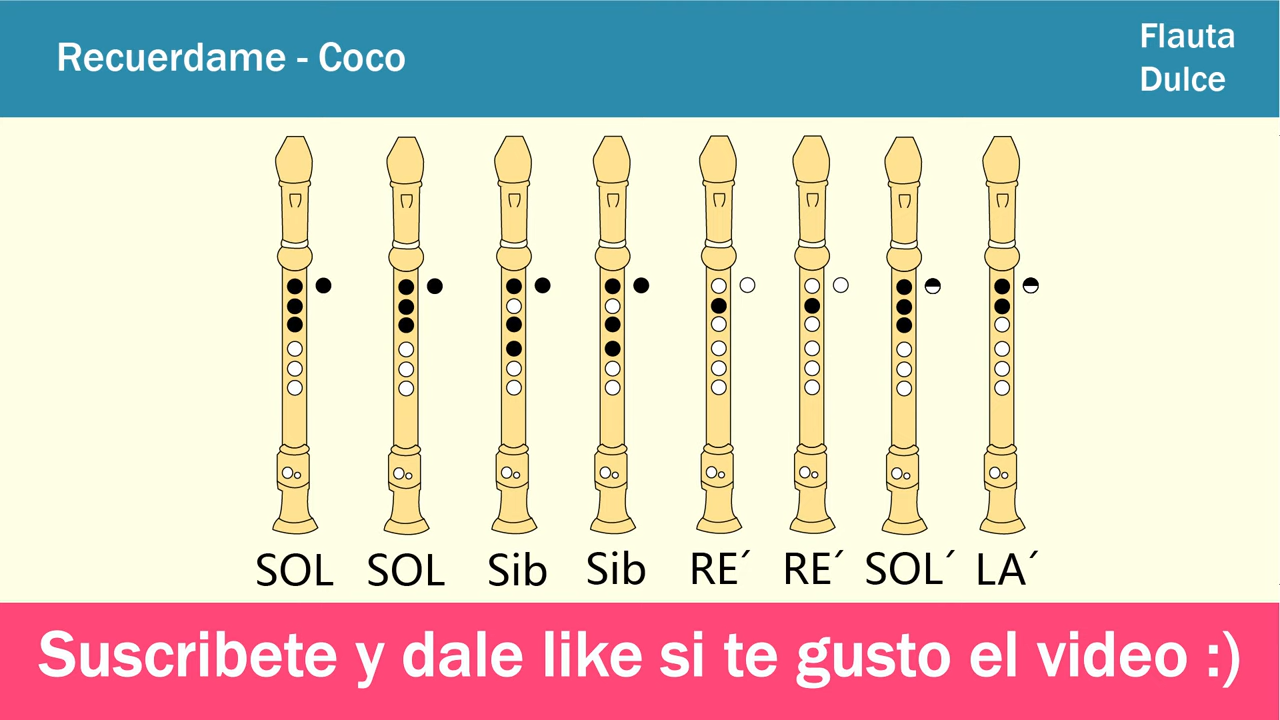 Recuerdame - Coco
Flauta
Dulce
SOL SOL Sib Sib RE´ RE´ SOL´ LA´
Suscribete y dale like si te gusto el video :)